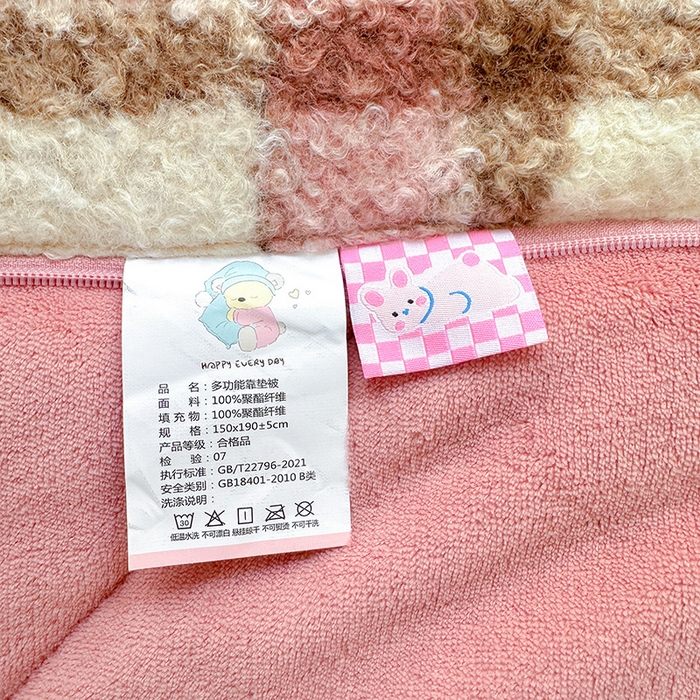 HAPPY EVERY DAY
品 名：多功能靠垫被
面 料：100%聚酯纤维
填 充 物：100%聚酯纤维
规 格：150x190±5cm
产品等级：合格品
检 验：07
执行标准：GB/T22796-2021
安全类别：GB18401-2010 B类
洗涤说明：
30
低温水洗 不可漂白 悬挂晾干 不可熨烫 不可干洗